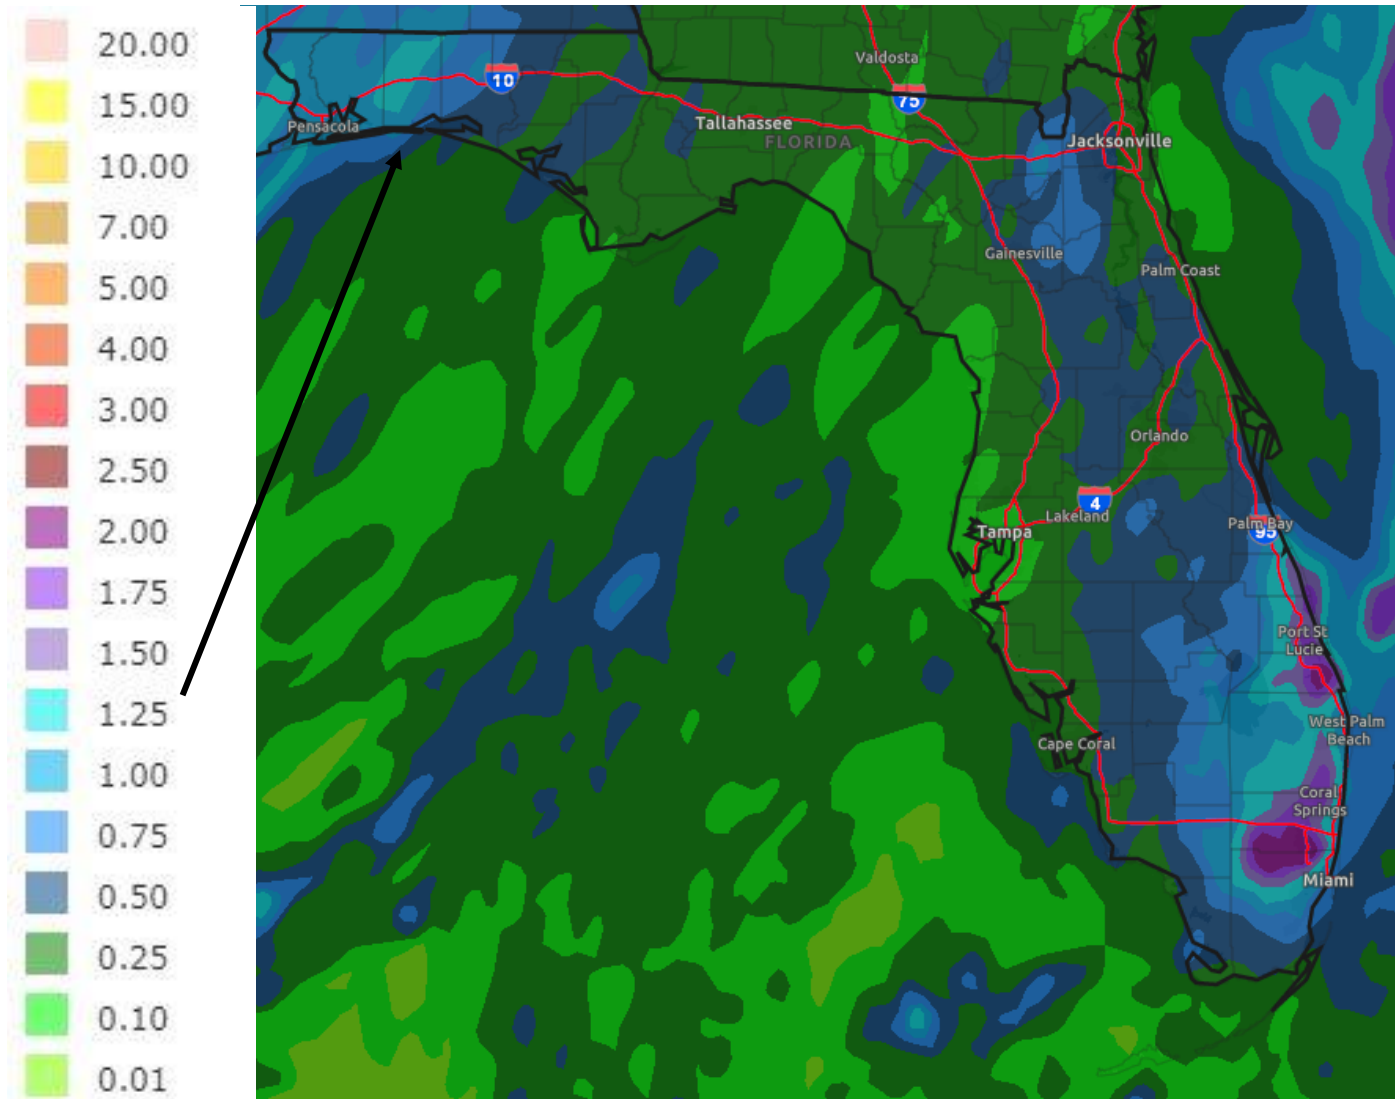 20.00
15.00
10.00
7.00
5.00
4.00
3.00
2.50
2.00
1.75
1.50
1.25
1.00
0.75
0.50
0.25
0.10
0.01
Valdosta
10
75
Pensacola
Tallahassee
FLORIDA
Jacksonville
Gainesville
Palm Coast
Orlando
4
Lakeland
Tampa
Palm Bay
95
Port St
Lucie
West Palm
Beach
Cape Coral
Coral
Springs
Miami